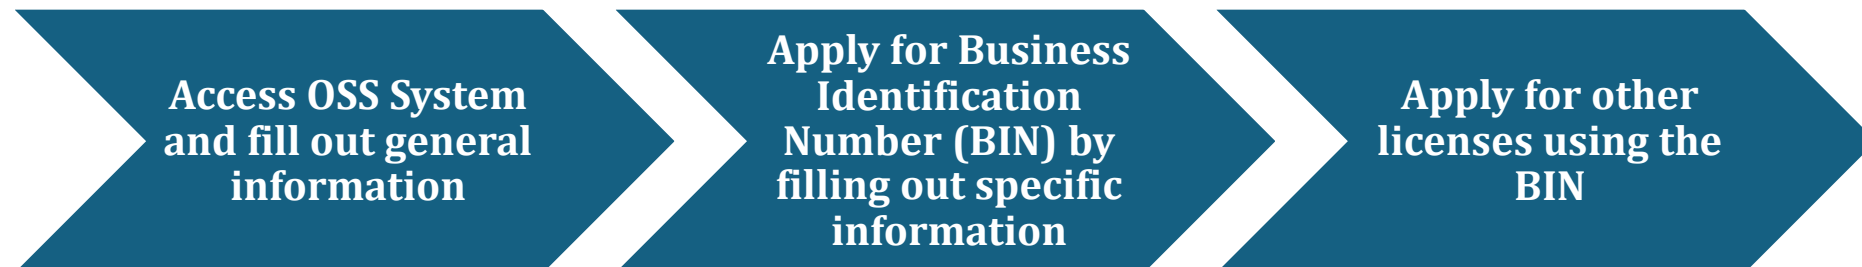 Access OSS System
and fill out general
information
Apply for Business
Identification
Number (BIN) by
filling out specific
information
Apply for other
licenses using the
BIN